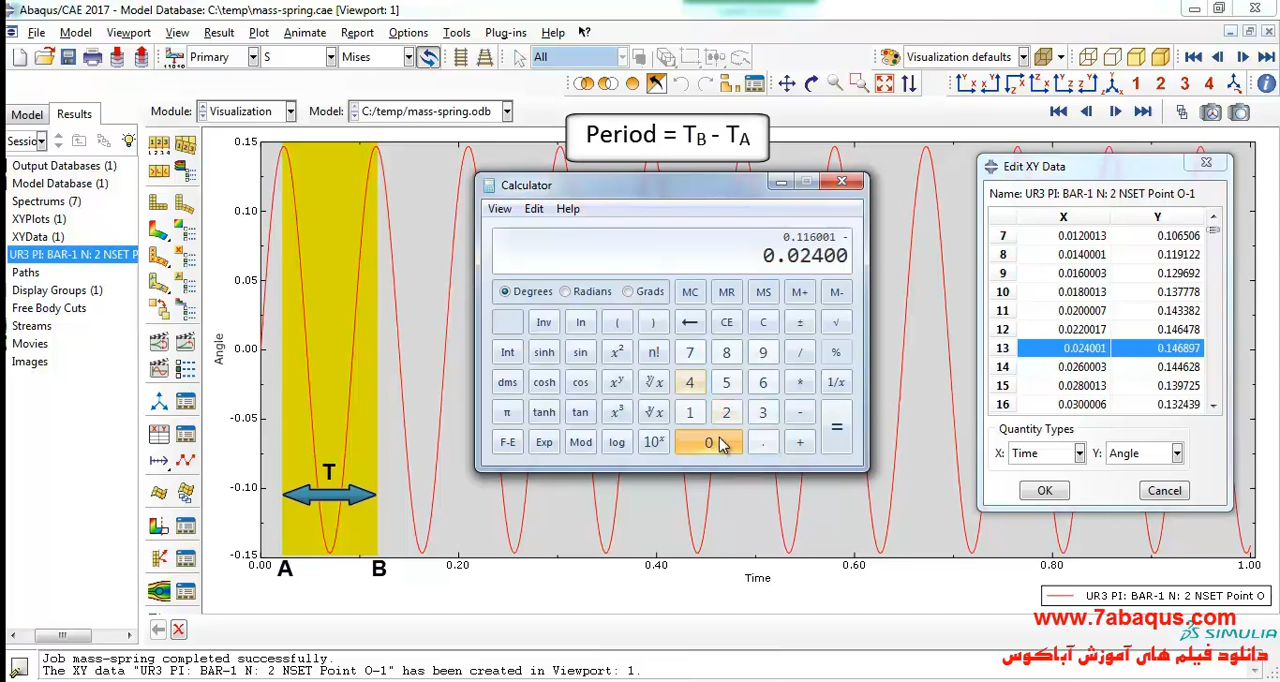 Abaqus/CAE 2017 - Model Database: C:\temp\mass-spring.cae [Viewport: 1]
File Model Viewport View Result Plot Animate Report Options Tools Plug-ins Help
Primary S Mises All Visualization defaults
1 2 3 4
Model Results Module: Visualization Model: C:/temp/mass-spring.odb
Sessio
Output Databases (1)
Model Database (1)
Spectrums (7)
XYPlots (1)
XYData (1)
UR3 PI: BAR-1 N: 2 NSET P
Paths
Display Groups (1)
Free Body Cuts
Streams
Movies
Images
Period = TB - TA
Calculator
View Edit Help
0.116001 -
0.02400
Degrees Radians Grads MC MR MS M+ M-
Inv ln ( ) ← CE C ± √
Int sinh sin x² n! 7 8 9 / %
dms cosh cos xʸ ʸ√x 4 5 6 * 1/x
π tanh tan x³ ³√x 1 2 3 - =
F-E Exp Mod log 10ˣ 0 . +
Edit XY Data
Name: UR3 PI: BAR-1 N: 2 NSET Point O-1
X Y
7 0.0120013 0.106506
8 0.0140001 0.119122
9 0.0160003 0.129692
10 0.0180013 0.137778
11 0.0200007 0.143382
12 0.0220017 0.146478
13 0.024001 0.146897
14 0.0260003 0.144628
15 0.0280013 0.139725
16 0.0300006 0.132439
Quantity Types
X: Time Y: Angle
OK Cancel
0.15
0.10
0.05
0.00
-0.05
-0.10
-0.15
Angle
T
0.00 0.20 0.40 0.60 0.80 1.00
A B
Time
UR3 PI: BAR-1 N: 2 NSET Point O
www.7abaqus.com
SIMULIA
دانلود فیلم های آموزش آباکوس
Job mass-spring completed successfully.
The XY data "UR3 PI: BAR-1 N: 2 NSET Point O-1" has been created in Viewport: 1.